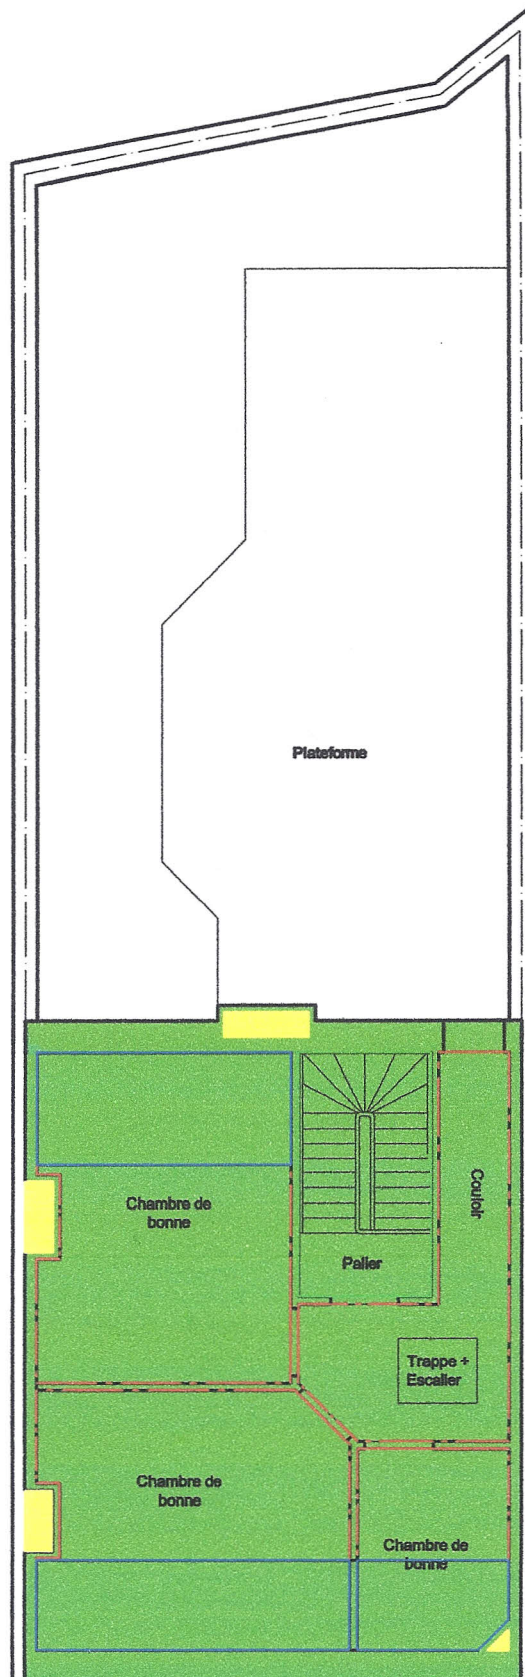 Plateforme
Chambre de
bonne
Couloir
Palier
Trappe +
Escalier
Chambre de
bonne
Chambre de
bonne